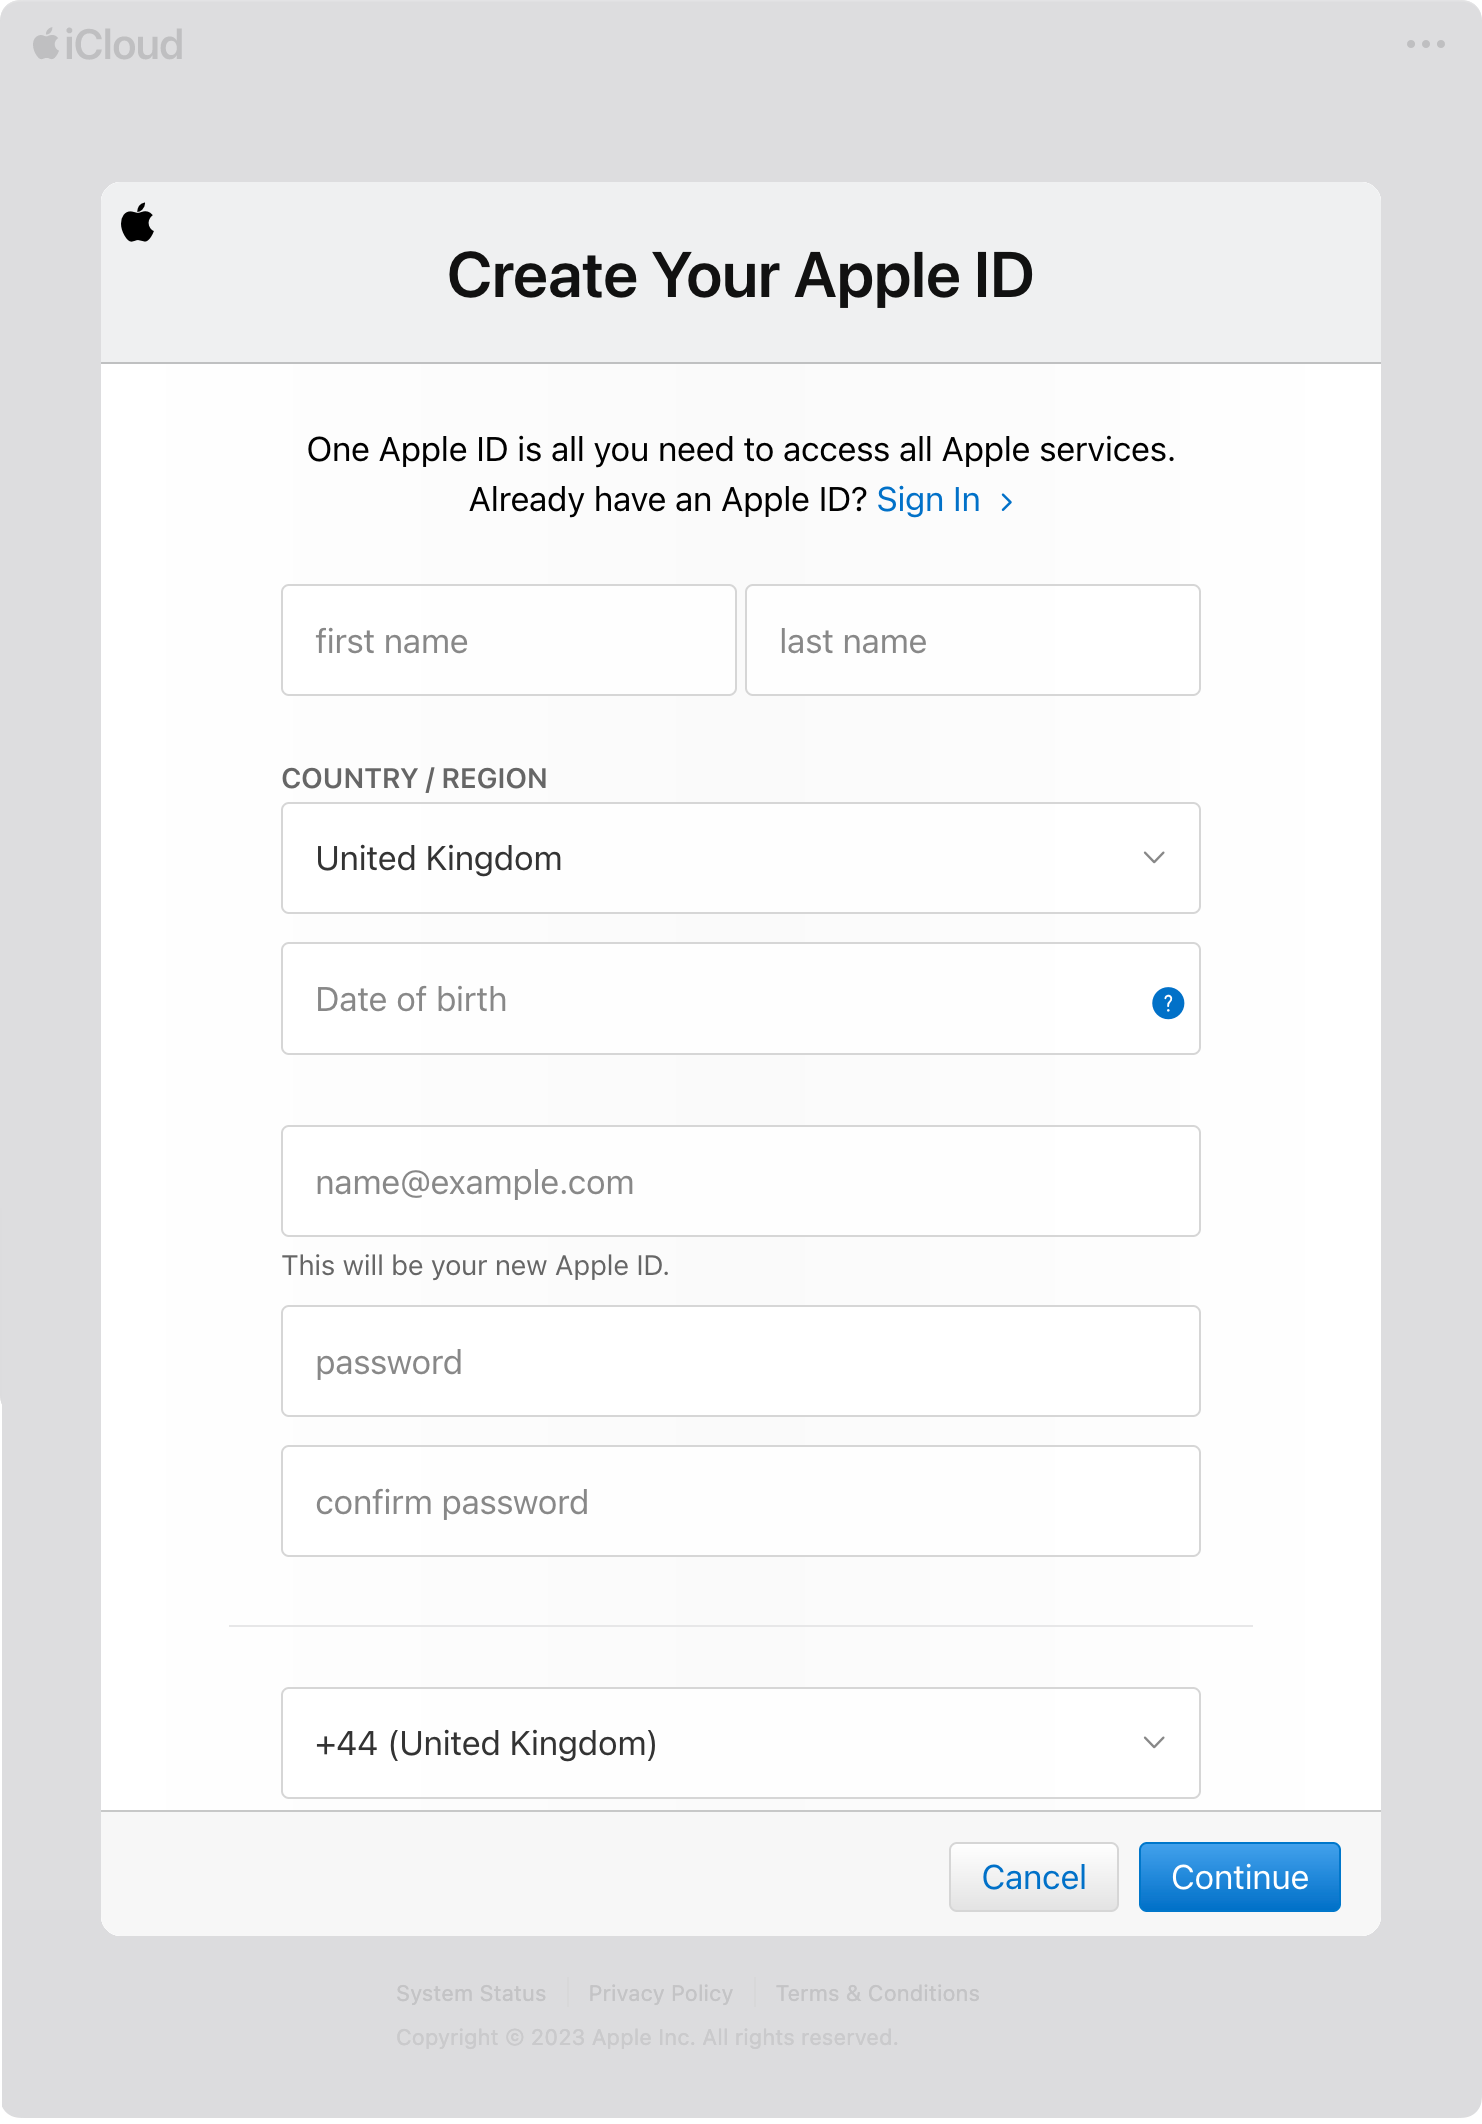 iCloud
Create Your Apple ID
One Apple ID is all you need to access all Apple services.
Already have an Apple ID? Sign In >
first name
last name
COUNTRY / REGION
United Kingdom
Date of birth
?
name@example.com
This will be your new Apple ID.
password
confirm password
+44 (United Kingdom)
Cancel
Continue
System Status
Privacy Policy
Terms & Conditions
Copyright © 2023 Apple Inc. All rights reserved.